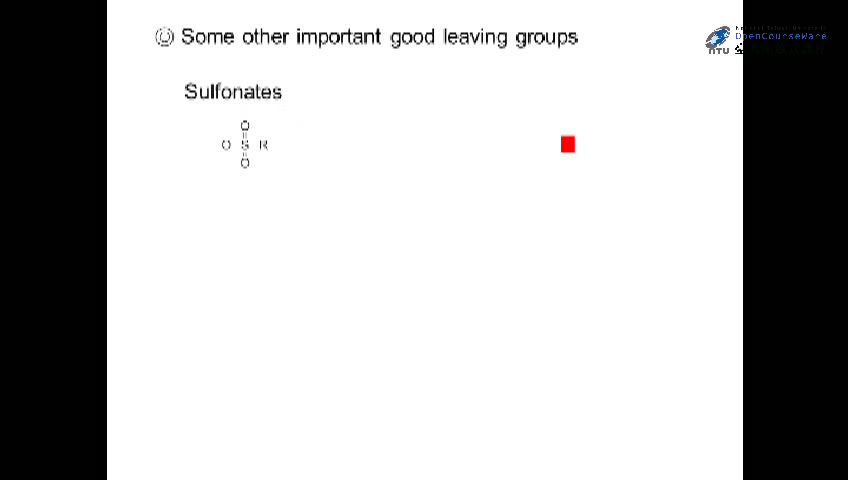 Some other important good leaving groups
OpenCourseWare
NTU
Sulfonates
O
O S R
O